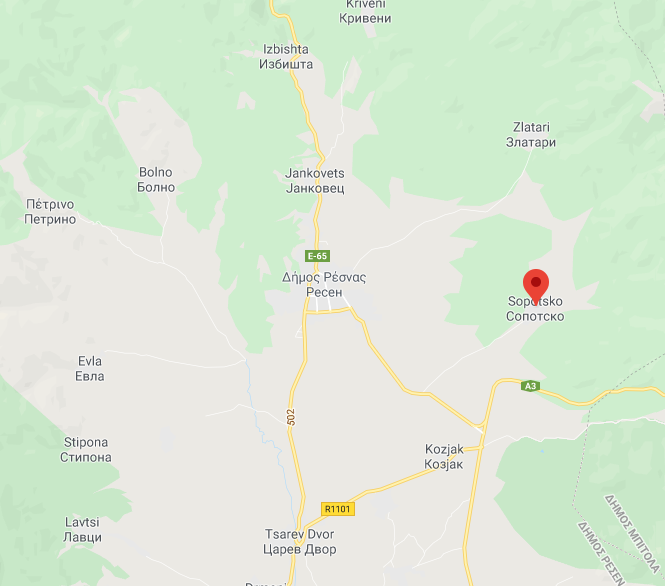 Kriveni
Кривени
Izbishta
Избишта
Zlatari
Златари
Bolno
Болно
Jankovets
Јанковец
Πέτρινο
Петрино
E-65
Δήμος Ρέσνας
Ресен
Sopotsko
Сопотско
Evla
Евла
A3
502
Stipona
Стипона
Kozjak
Козјак
R1101
Lavtsi
Лавци
Tsarev Dvor
Царев Двор
ΔΗΜΟΣ ΜΠΙΤΟΛΑ
ΔΗΜΟΣ ΡΕΣΕΝ